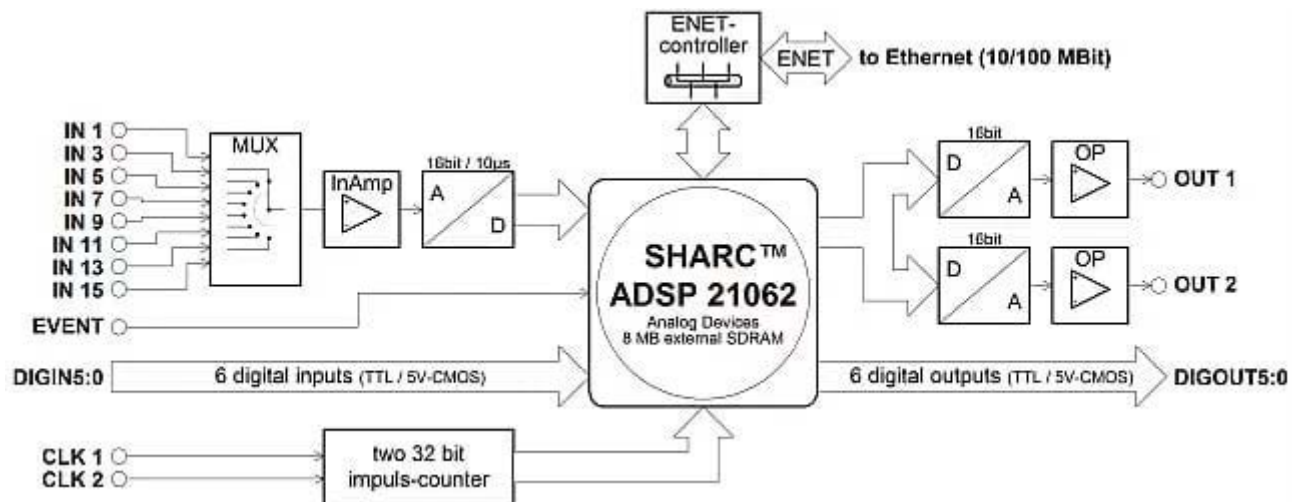 ENET-
controller
ENET
to Ethernet (10/100 MBit)
IN 1
IN 3
IN 5
IN 7
IN 9
IN 11
IN 13
IN 15
MUX
InAmp
16bit / 10µs
A
D
SHARC™
ADSP 21062
Analog Devices
8 MB external SDRAM
16bit
D
A
OP
OUT 1
16bit
D
A
OP
OUT 2
EVENT
DIGIN5:0
6 digital inputs (TTL / 5V-CMOS)
6 digital outputs (TTL / 5V-CMOS)
DIGOUT5:0
CLK 1
CLK 2
two 32 bit
impuls-counter